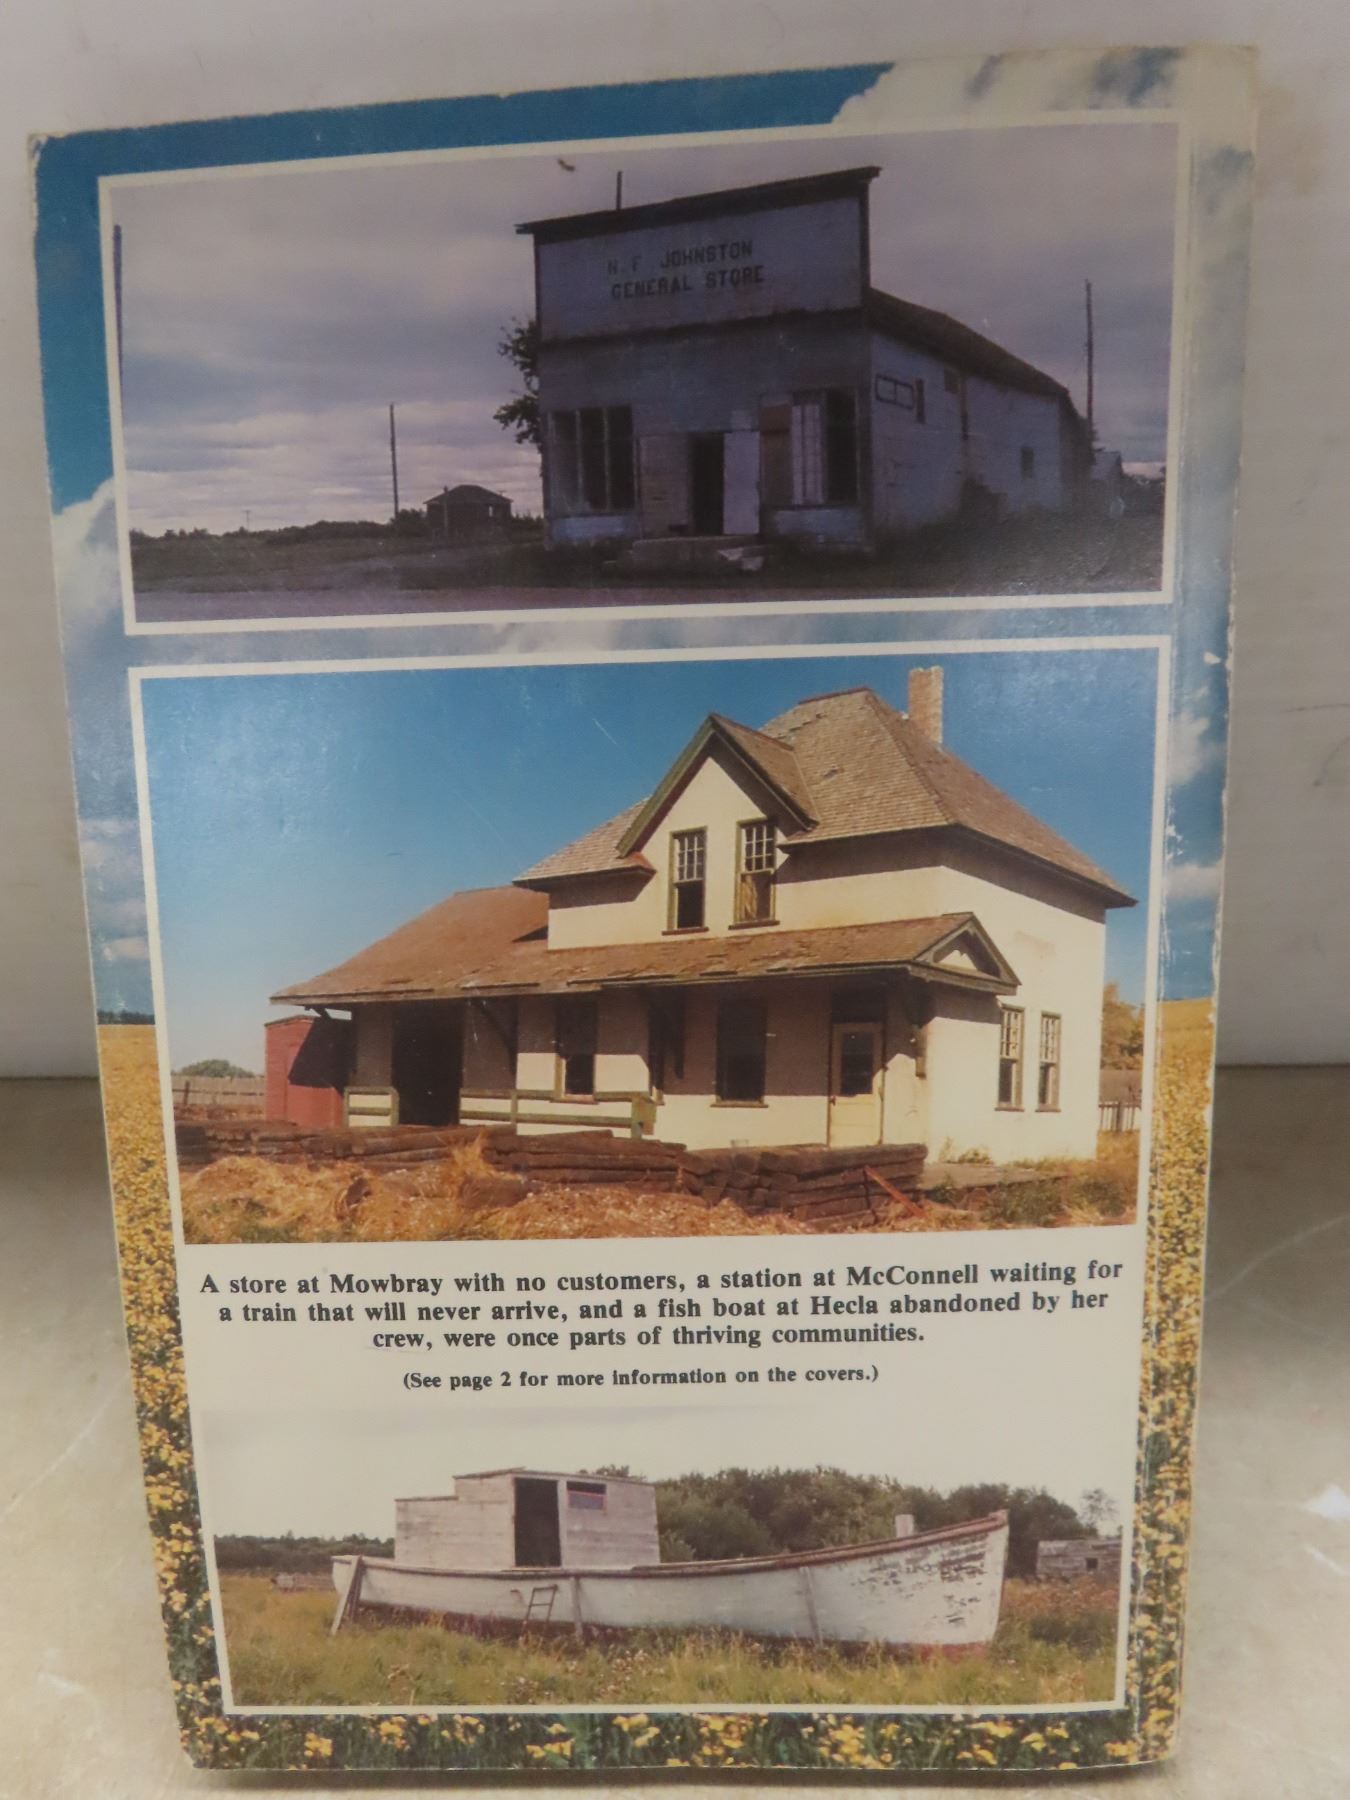 N. F JOHNSTON
GENERAL STORE
A store at Mowbray with no customers, a station at McConnell waiting for
a train that will never arrive, and a fish boat at Hecla abandoned by her
crew, were once parts of thriving communities.
(See page 2 for more information on the covers.)